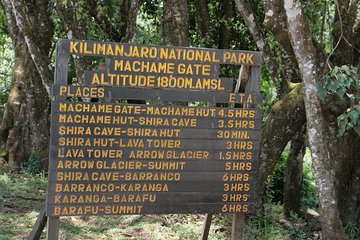 KILIMANJARO NATIONAL PARK
MACHAME GATE
ALTITUDE 1800M.AMSL
PLACES E.T.A
MACHAME GATE-MACHAME HUT 4.5 HRS
MACHAME HUT-SHIRA CAVE 3.5 HRS
SHIRA CAVE-SHIRA HUT 30 MIN.
SHIRA HUT-LAVA TOWER 3 HRS
LAVA TOWER ARROW GLACIER 1.5 HRS
ARROW GLACIER-SUMMIT 5 HRS
SHIRA CAVE-BARRANCO 6 HRS
BARRANCO-KARANGA 3 HRS
KARANGA-BARAFU 3 HRS
BARAFU-SUMMIT 6 HRS